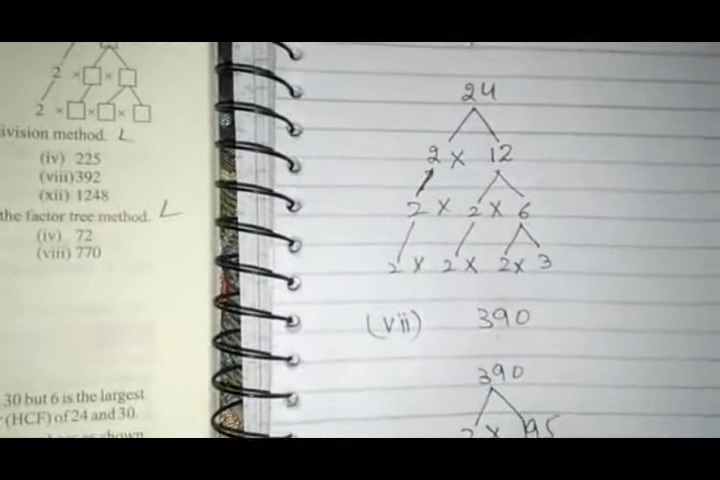 2 × □ × □
2 × □ × □ × □
ivision method. L
(iv) 225
(viii) 392
(xii) 1248
the factor tree method. L
(iv) 72
(viii) 770
30 but 6 is the largest
(HCF) of 24 and 30.
24
2 × 12
2 × 2 × 6
2 × 2 × 2 × 3
(vii) 390
390
2 × 195